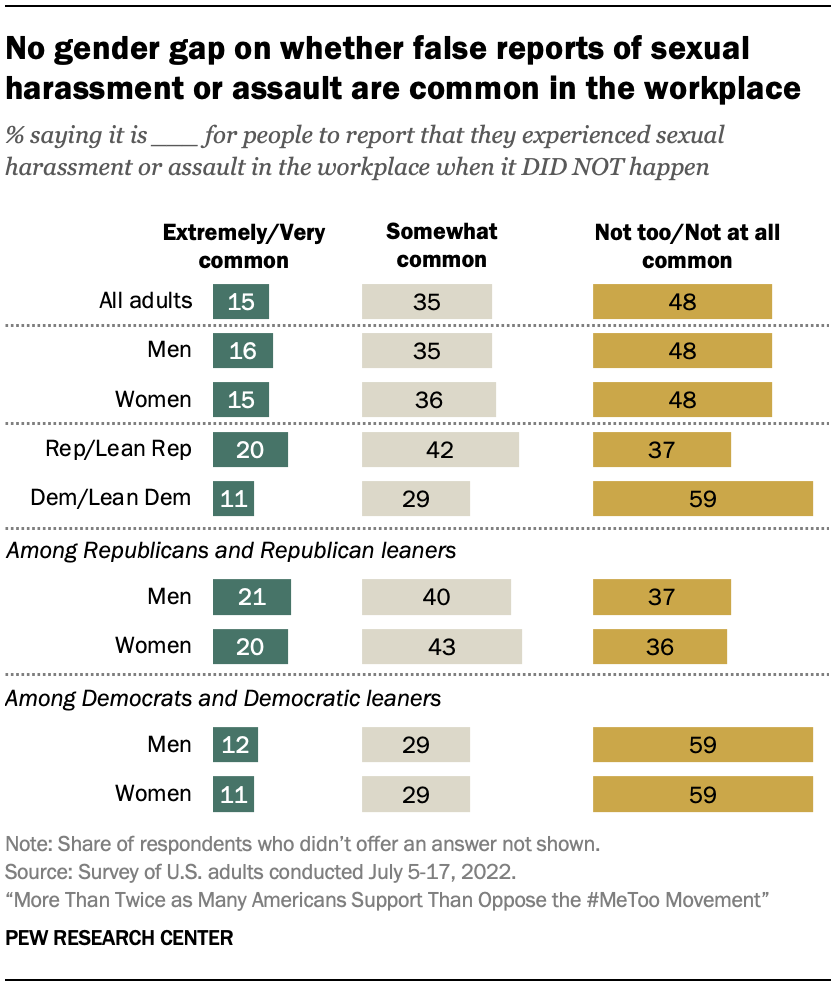 No gender gap on whether false reports of sexual
harassment or assault are common in the workplace
% saying it is ___ for people to report that they experienced sexual
harassment or assault in the workplace when it DID NOT happen
Extremely/Very common Somewhat common Not too/Not at all common
All adults 15 35 48
Men 16 35 48
Women 15 36 48
Rep/Lean Rep 20 42 37
Dem/Lean Dem 11 29 59
Among Republicans and Republican leaners
Men 21 40 37
Women 20 43 36
Among Democrats and Democratic leaners
Men 12 29 59
Women 11 29 59
Note: Share of respondents who didn’t offer an answer not shown.
Source: Survey of U.S. adults conducted July 5-17, 2022.
“More Than Twice as Many Americans Support Than Oppose the #MeToo Movement”
PEW RESEARCH CENTER